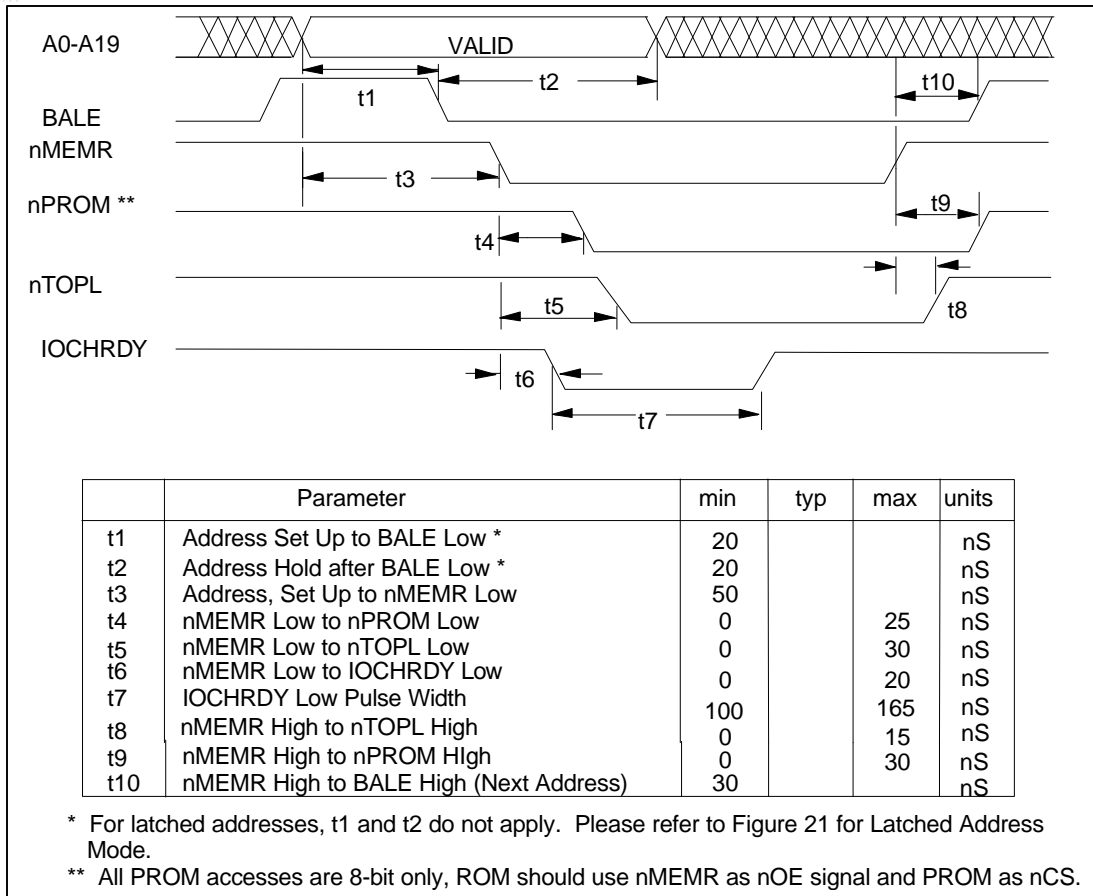 A0-A19
VALID
t1
t2
t10
BALE
nMEMR
t3
nPROM **
t9
t4
nTOPL
t5
t8
IOCHRDY
t6
t7
Parameter min typ max units
t1 Address Set Up to BALE Low * 20 nS
t2 Address Hold after BALE Low * 20 nS
t3 Address, Set Up to nMEMR Low 50 nS
t4 nMEMR Low to nPROM Low 0 25 nS
t5 nMEMR Low to nTOPL Low 0 30 nS
t6 nMEMR Low to IOCHRDY Low 0 20 nS
t7 IOCHRDY Low Pulse Width 100 165 nS
t8 nMEMR High to nTOPL High 0 15 nS
t9 nMEMR High to nPROM HIgh 0 30 nS
t10 nMEMR High to BALE High (Next Address) 30 nS
* For latched addresses, t1 and t2 do not apply. Please refer to Figure 21 for Latched Address
Mode.
** All PROM accesses are 8-bit only, ROM should use nMEMR as nOE signal and PROM as nCS.